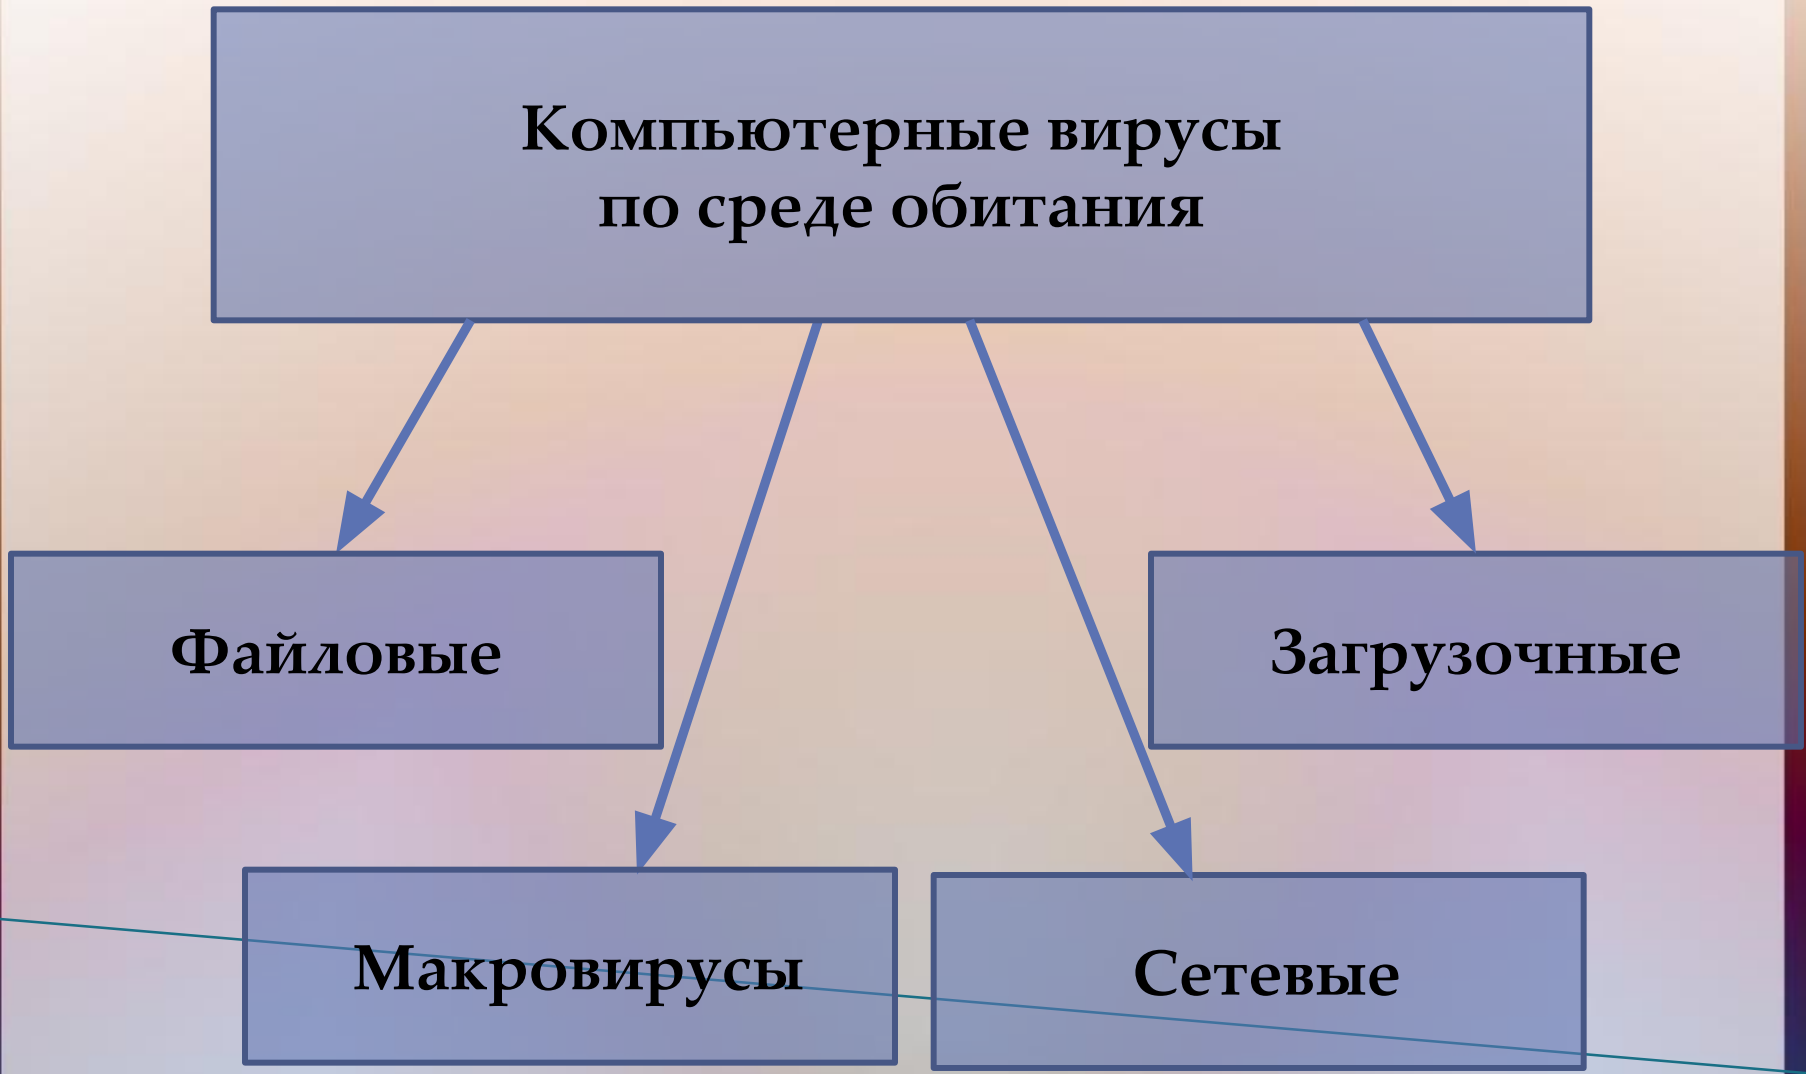 Компьютерные вирусы
по среде обитания
Файловые
Загрузочные
Макровирусы
Сетевые